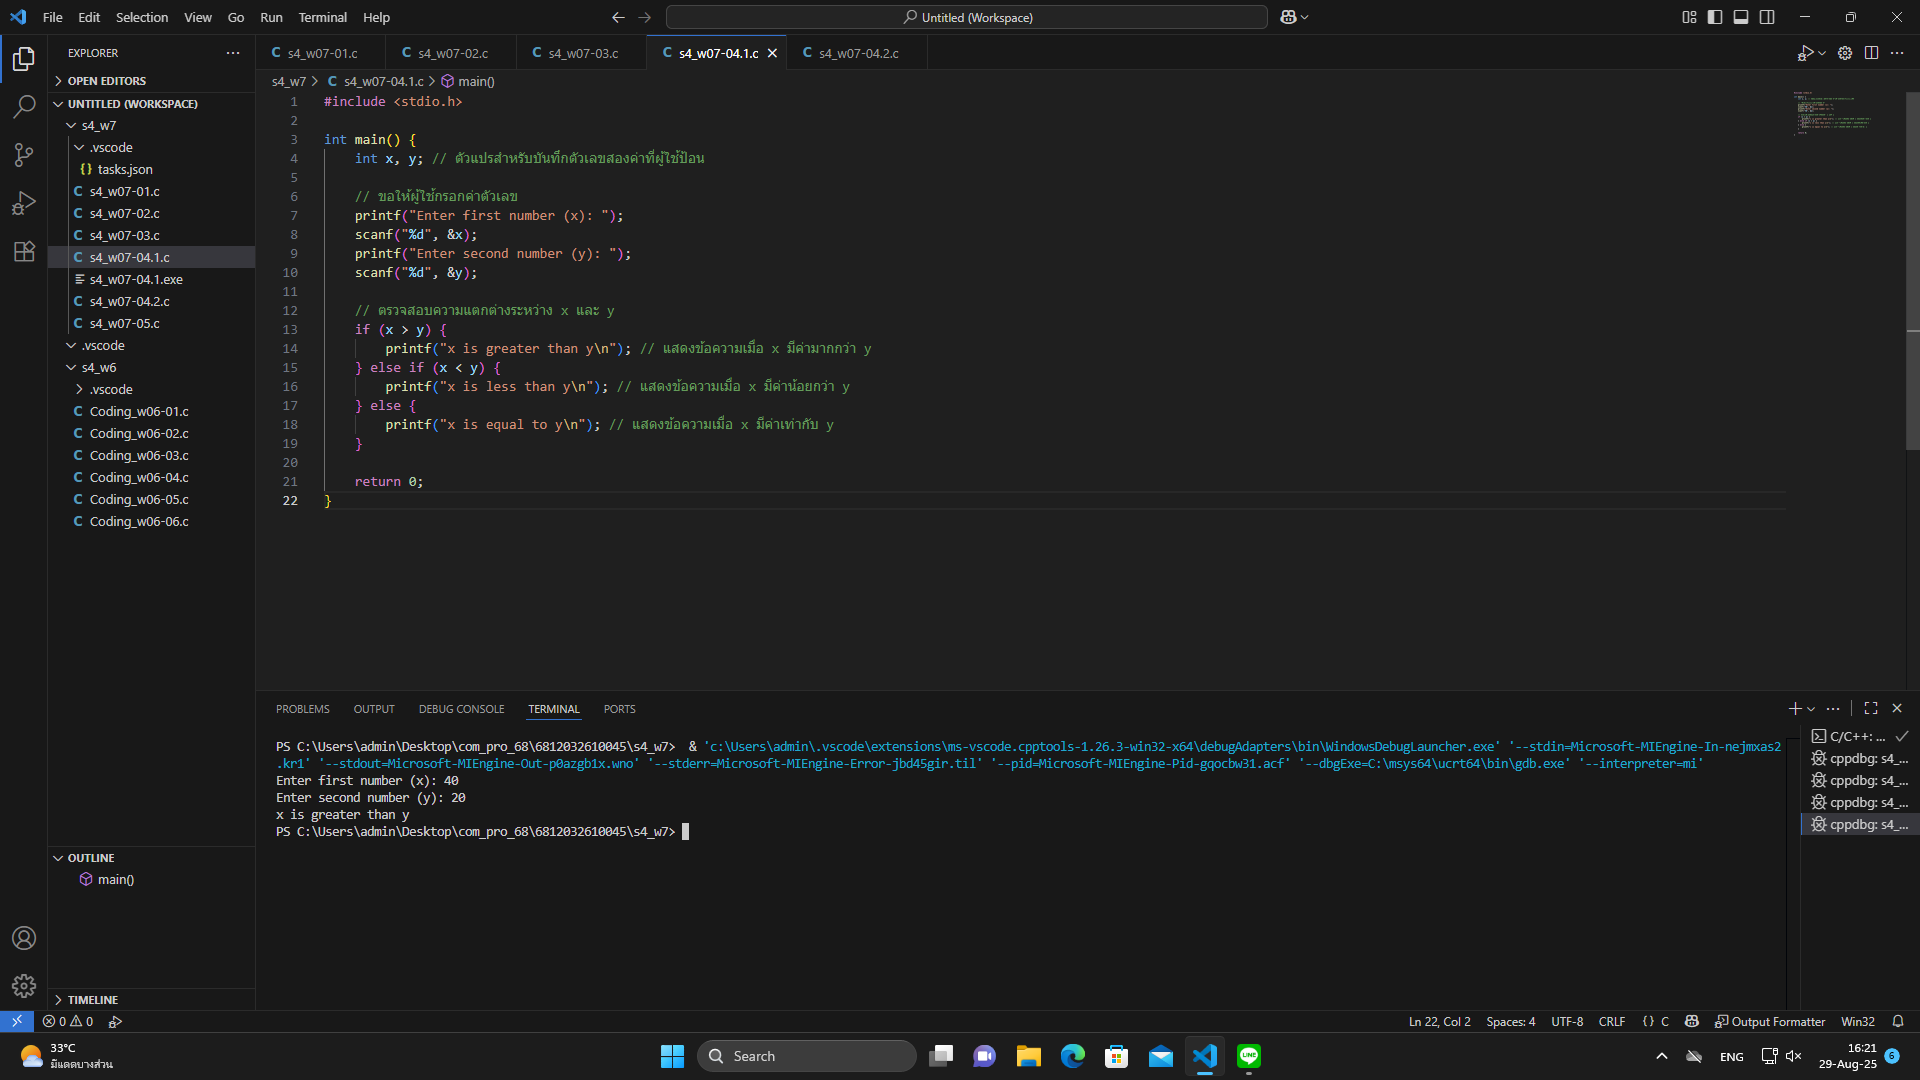 File Edit Selection View Go Run Terminal Help
Untitled (Workspace)
EXPLORER
OPEN EDITORS
UNTITLED (WORKSPACE)
s4_w7
.vscode
tasks.json
s4_w07-01.c
s4_w07-02.c
s4_w07-03.c
s4_w07-04.1.c
s4_w07-04.1.exe
s4_w07-04.2.c
s4_w07-05.c
.vscode
s4_w6
.vscode
Coding_w06-01.c
Coding_w06-02.c
Coding_w06-03.c
Coding_w06-04.c
Coding_w06-05.c
Coding_w06-06.c
OUTLINE
main()
TIMELINE
s4_w07-01.c s4_w07-02.c s4_w07-03.c s4_w07-04.1.c s4_w07-04.2.c
s4_w7 > C s4_w07-04.1.c > main()
1 #include <stdio.h>
2
3 int main() {
4 int x, y; // ตัวแปรสำหรับบันทึกตัวเลขสองค่าที่ผู้ใช้ป้อน
5
6 // ขอให้ผู้ใช้กรอกค่าตัวเลข
7 printf("Enter first number (x): ");
8 scanf("%d", &x);
9 printf("Enter second number (y): ");
10 scanf("%d", &y);
11
12 // ตรวจสอบความแตกต่างระหว่าง x และ y
13 if (x > y) {
14 printf("x is greater than y\n"); // แสดงข้อความเมื่อ x มีค่ามากกว่า y
15 } else if (x < y) {
16 printf("x is less than y\n"); // แสดงข้อความเมื่อ x มีค่าน้อยกว่า y
17 } else {
18 printf("x is equal to y\n"); // แสดงข้อความเมื่อ x มีค่าเท่ากับ y
19 }
20
21 return 0;
22 }
PROBLEMS OUTPUT DEBUG CONSOLE TERMINAL PORTS
PS C:\Users\admin\Desktop\com_pro_68\6812032610045\s4_w7> & 'c:\Users\admin\.vscode\extensions\ms-vscode.cpptools-1.26.3-win32-x64\debugAdapters\bin\WindowsDebugLauncher.exe' '--stdin=Microsoft-MIEngine-In-nejmxas2
.kr1' '--stdout=Microsoft-MIEngine-Out-p0azgb1x.wno' '--stderr=Microsoft-MIEngine-Error-jbd45gir.til' '--pid=Microsoft-MIEngine-Pid-gqocbw31.acf' '--dbgExe=C:\msys64\ucrt64\bin\gdb.exe' '--interpreter=mi'
Enter first number (x): 40
Enter second number (y): 20
x is greater than y
PS C:\Users\admin\Desktop\com_pro_68\6812032610045\s4_w7>
C/C++: ...
cppdbg: s4_...
cppdbg: s4_...
cppdbg: s4_...
cppdbg: s4_...
0 0
Ln 22, Col 2 Spaces: 4 UTF-8 CRLF {} C Output Formatter Win32
33°C
มีแดดบางส่วน
Search
LINE
ENG
16:21
29-Aug-25
6